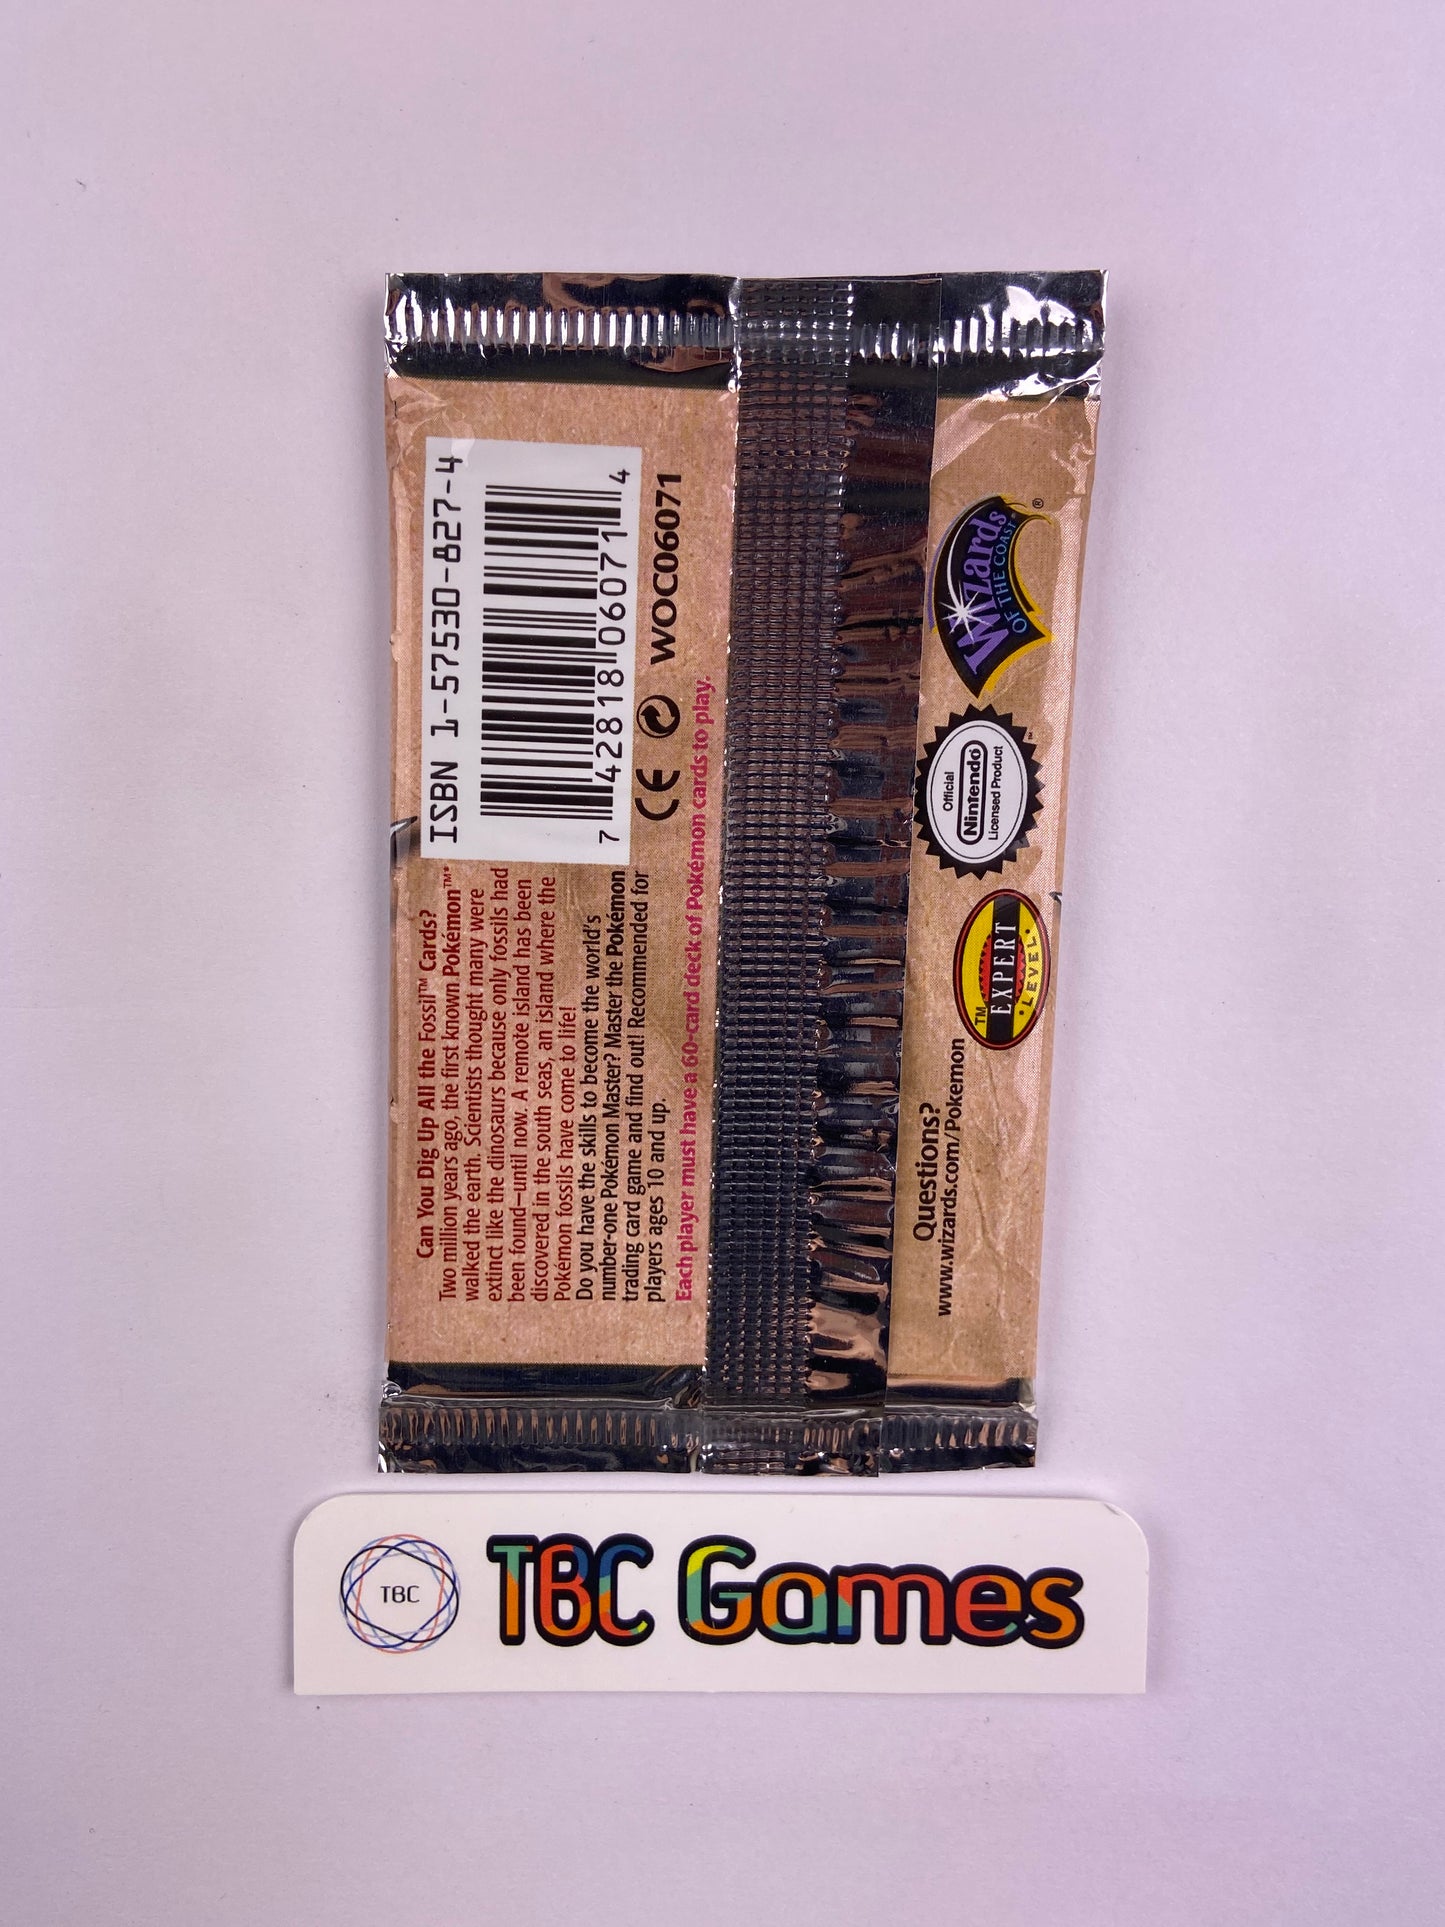 Can You Dig Up All the Fossil™ Cards?
Two million years ago, the first known Pokémon™*
walked the earth. Scientists thought many were
extinct like the dinosaurs because only fossils had
been found—until now. A remote island has been
discovered in the south seas, an island where the
Pokémon fossils have come to life!
Do you have the skills to become the world's
number-one Pokémon Master? Master the Pokémon
trading card game and find out! Recommended for
players ages 10 and up.
Each player must have a 60-card deck of Pokémon cards to play.
ISBN 1-57530-827-4
7 42818 06071 4
CE WOC06071
Questions?
www.wizards.com/Pokemon
TM
EXPERT
• LEVEL •
Official
Nintendo®
Licensed Product
™
Wizards
OF THE COAST®
®
TBC
TBC Games